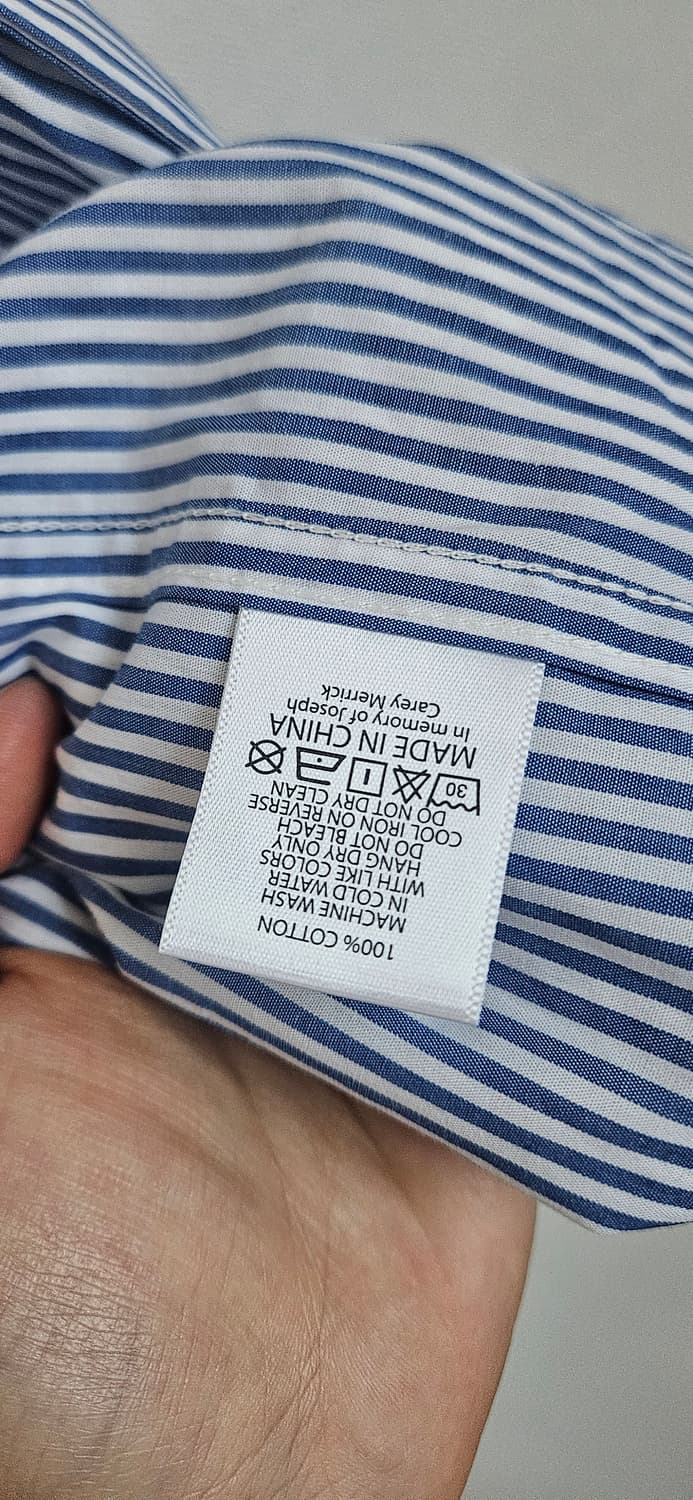 100% COTTON
MACHINE WASH
IN COLD WATER
WITH LIKE COLORS
HANG DRY ONLY
DO NOT BLEACH
COOL IRON ON REVERSE
DO NOT DRY CLEAN
30
MADE IN CHINA
In memory of Joseph
Carey Merrick